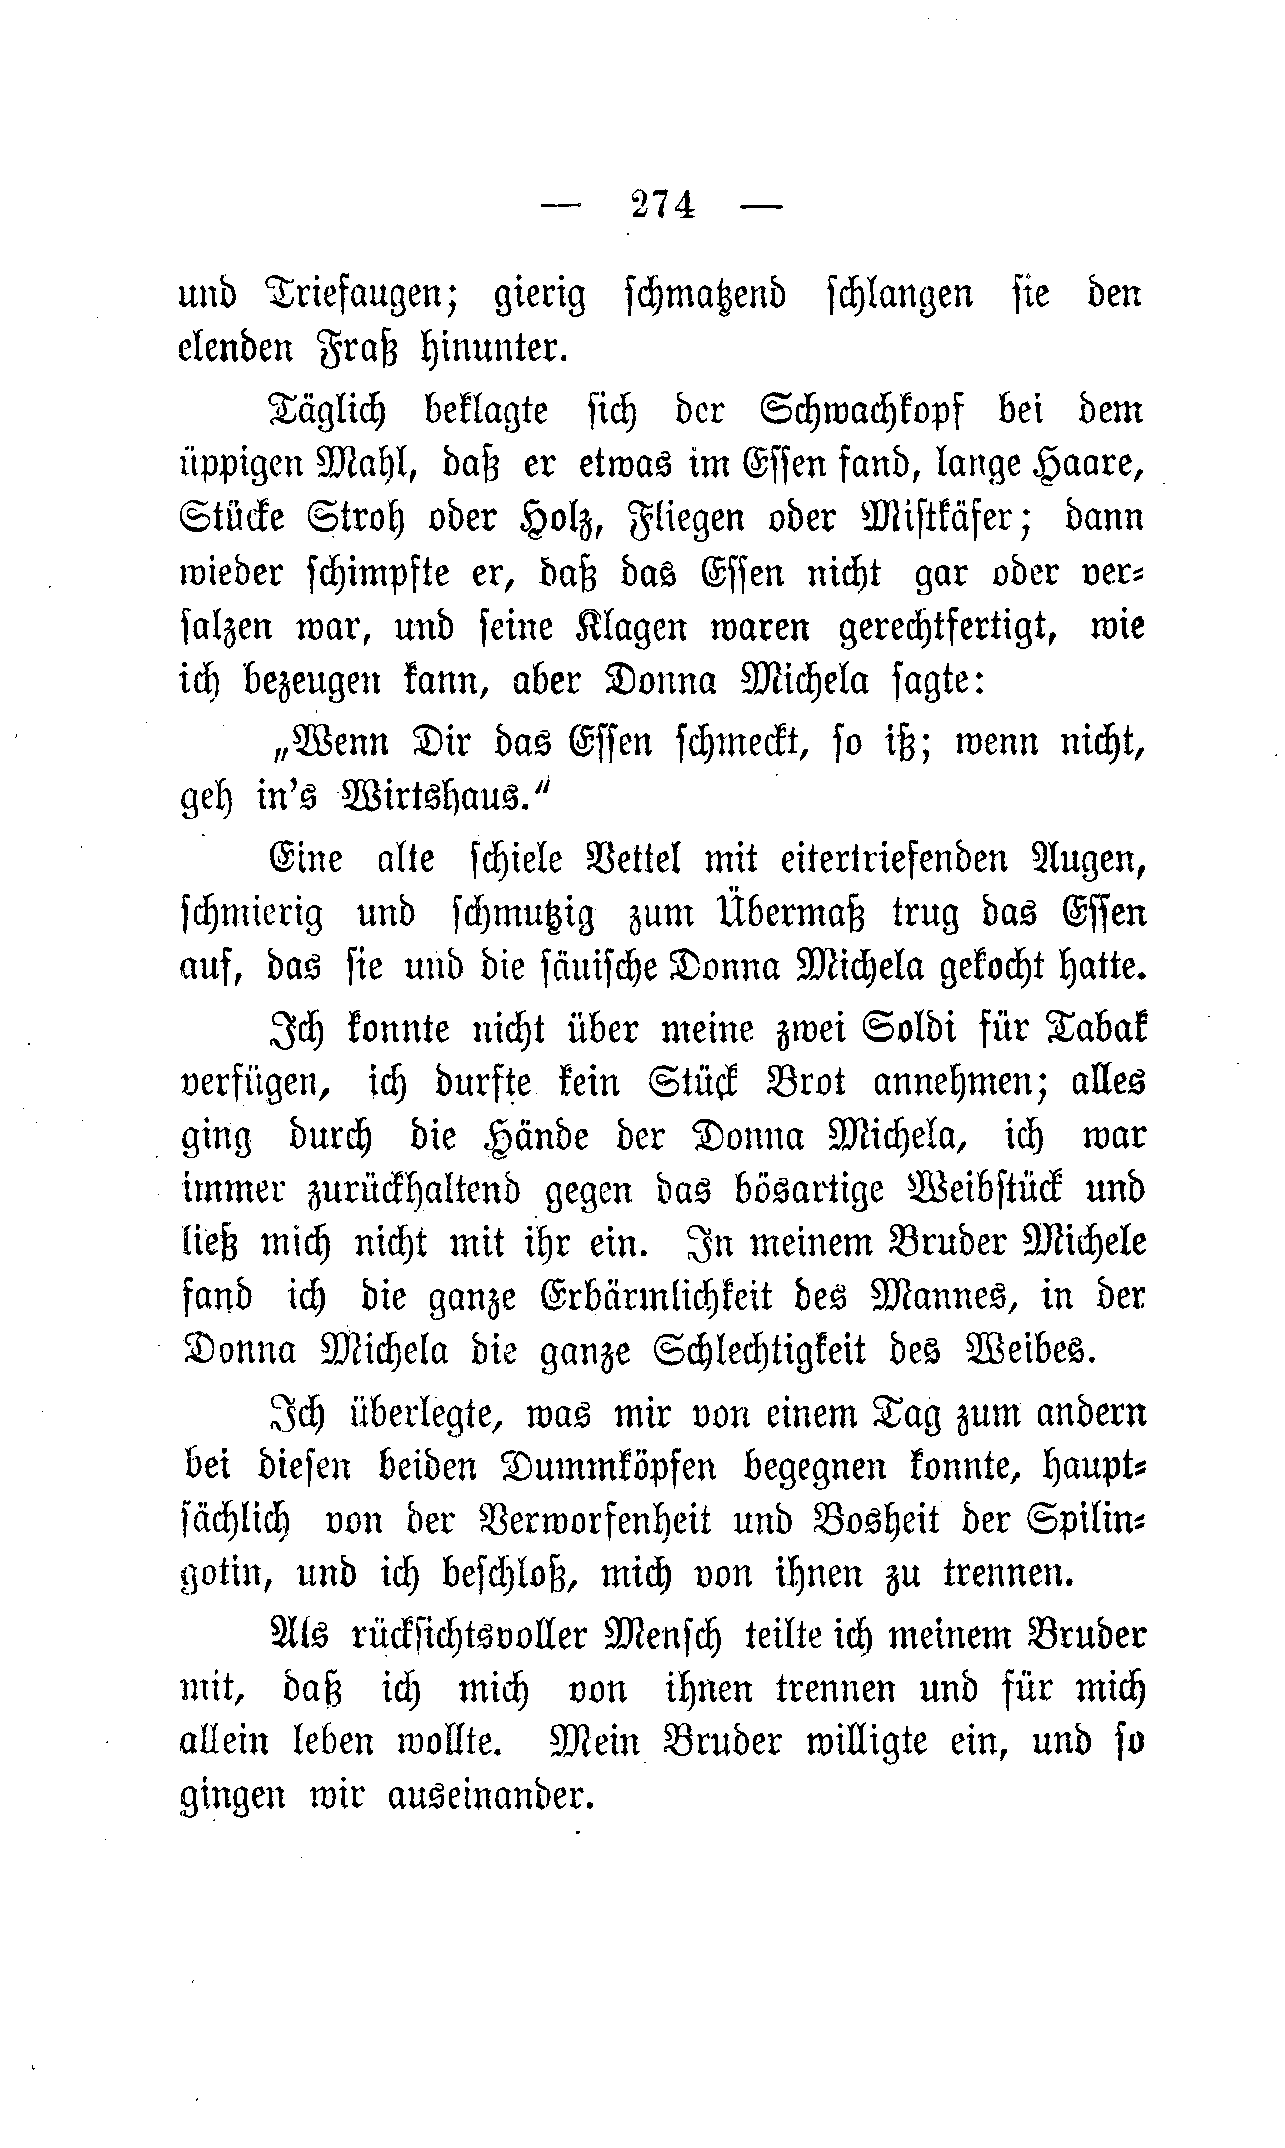 — 274 —
und Triefaugen; gierig schmatzend schlangen sie den
elenden Fraß hinunter.
Täglich beklagte sich der Schwachkopf bei dem
üppigen Mahl, daß er etwas im Essen fand, lange Haare,
Stücke Stroh oder Holz, Fliegen oder Mistkäfer; dann
wieder schimpfte er, daß das Essen nicht gar oder ver-
salzen war, und seine Klagen waren gerechtfertigt, wie
ich bezeugen kann, aber Donna Michela sagte:
„Wenn Dir das Essen schmeckt, so iß; wenn nicht,
geh in's Wirtshaus."
Eine alte schiele Vettel mit eitertriefenden Augen,
schmierig und schmutzig zum Übermaß trug das Essen
auf, das sie und die säuische Donna Michela gekocht hatte.
Ich konnte nicht über meine zwei Soldi für Tabak
verfügen, ich durfte kein Stück Brot annehmen; alles
ging durch die Hände der Donna Michela, ich war
immer zurückhaltend gegen das bösartige Weibstück und
ließ mich nicht mit ihr ein. In meinem Bruder Michele
fand ich die ganze Erbärmlichkeit des Mannes, in der
Donna Michela die ganze Schlechtigkeit des Weibes.
Ich überlegte, was mir von einem Tag zum andern
bei diesen beiden Dummköpfen begegnen konnte, haupt-
sächlich von der Verworfenheit und Bosheit der Spilin-
gotin, und ich beschloß, mich von ihnen zu trennen.
Als rücksichtsvoller Mensch teilte ich meinem Bruder
mit, daß ich mich von ihnen trennen und für mich
allein leben wollte. Mein Bruder willigte ein, und so
gingen wir auseinander.